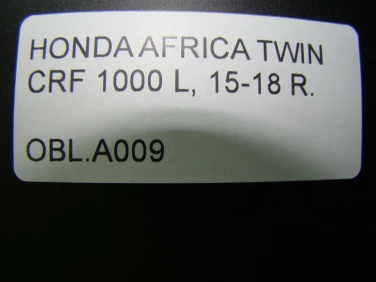 HONDA AFRICA TWIN
CRF 1000 L, 15-18 R.
OBL.A009